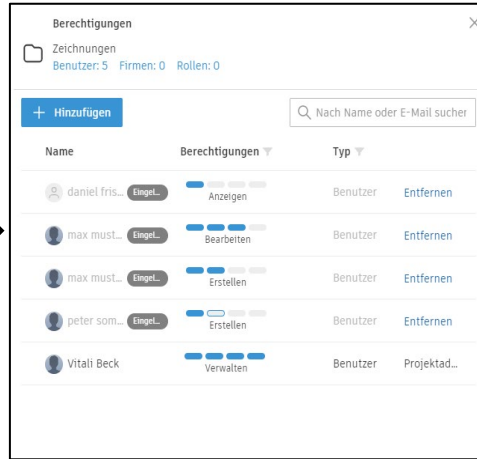 Berechtigungen
Zeichnungen
Benutzer: 5 Firmen: 0 Rollen: 0
+ Hinzufügen
Nach Name oder E-Mail sucher
Name Berechtigungen Typ
daniel fris... Eingel... Anzeigen Benutzer Entfernen
max must... Eingel... Bearbeiten Benutzer Entfernen
max must... Eingel... Erstellen Benutzer Entfernen
peter som... Eingel... Erstellen Benutzer Entfernen
Vitali Beck Verwalten Benutzer Projektad...